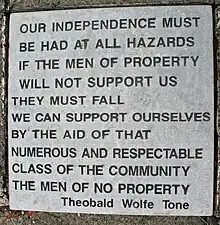 OUR INDEPENDENCE MUST
BE HAD AT ALL HAZARDS
IF THE MEN OF PROPERTY
WILL NOT SUPPORT US
THEY MUST FALL
WE CAN SUPPORT OURSELVES
BY THE AID OF THAT
NUMEROUS AND RESPECTABLE
CLASS OF THE COMMUNITY
THE MEN OF NO PROPERTY
Theobald Wolfe Tone